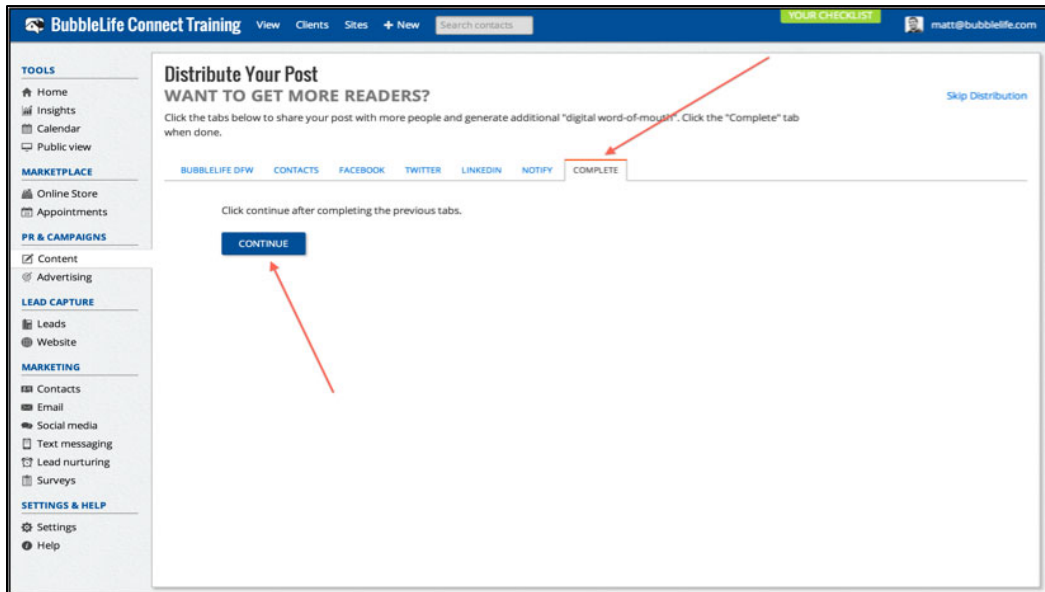 BubbleLife Connect Training View Clients Sites + New Search contacts YOUR CHECKLIST matt@bubblelife.com
TOOLS
Home
Insights
Calendar
Public view
MARKETPLACE
Online Store
Appointments
PR & CAMPAIGNS
Content
Advertising
LEAD CAPTURE
Leads
Website
MARKETING
Contacts
Email
Social media
Text messaging
Lead nurturing
Surveys
SETTINGS & HELP
Settings
Help
Distribute Your Post
WANT TO GET MORE READERS?
Skip Distribution
Click the tabs below to share your post with more people and generate additional "digital word-of-mouth". Click the "Complete" tab
when done.
BUBBLELIFE DFW CONTACTS FACEBOOK TWITTER LINKEDIN NOTIFY COMPLETE
Click continue after completing the previous tabs.
CONTINUE